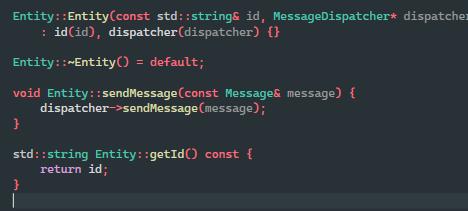 Entity::Entity(const std::string& id, MessageDispatcher* dispatcher
    : id(id), dispatcher(dispatcher) {}
Entity::~Entity() = default;
void Entity::sendMessage(const Message& message) {
    dispatcher->sendMessage(message);
}
std::string Entity::getId() const {
    return id;
}